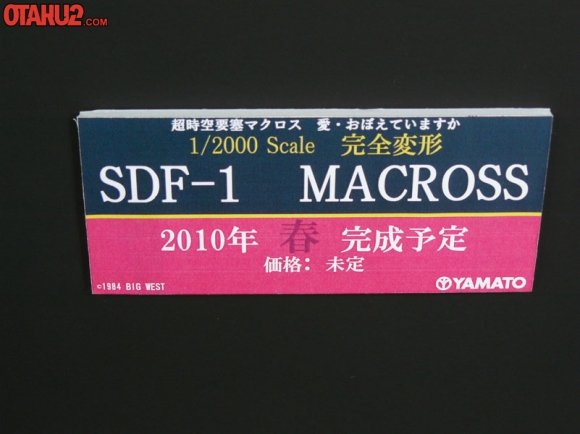 OTAKU2.COM
超時空要塞マクロス 愛・おぼえていますか
1/2000 Scale 完全変形
SDF-1 MACROSS
2010年 春 完成予定
価格: 未定
©1984 BIG WEST
YAMATO